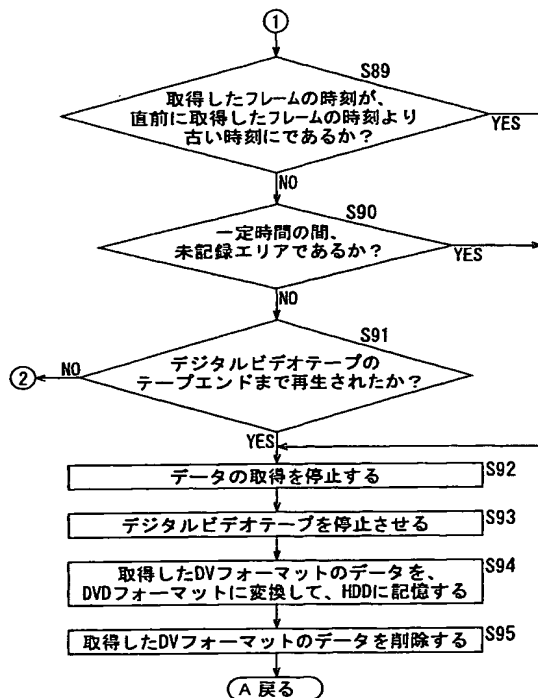 ①
S89
取得したフレームの時刻が、
直前に取得したフレームの時刻より
古い時刻にであるか？
YES
NO
S90
一定時間の間、
未記録エリアであるか？
YES
NO
S91
デジタルビデオテープの
テープエンドまで再生されたか？
NO
②
YES
データの取得を停止する
S92
デジタルビデオテープを停止させる
S93
取得したDVフォーマットのデータを、
DVDフォーマットに変換して、HDDに記憶する
S94
取得したDVフォーマットのデータを削除する
S95
A 戻る